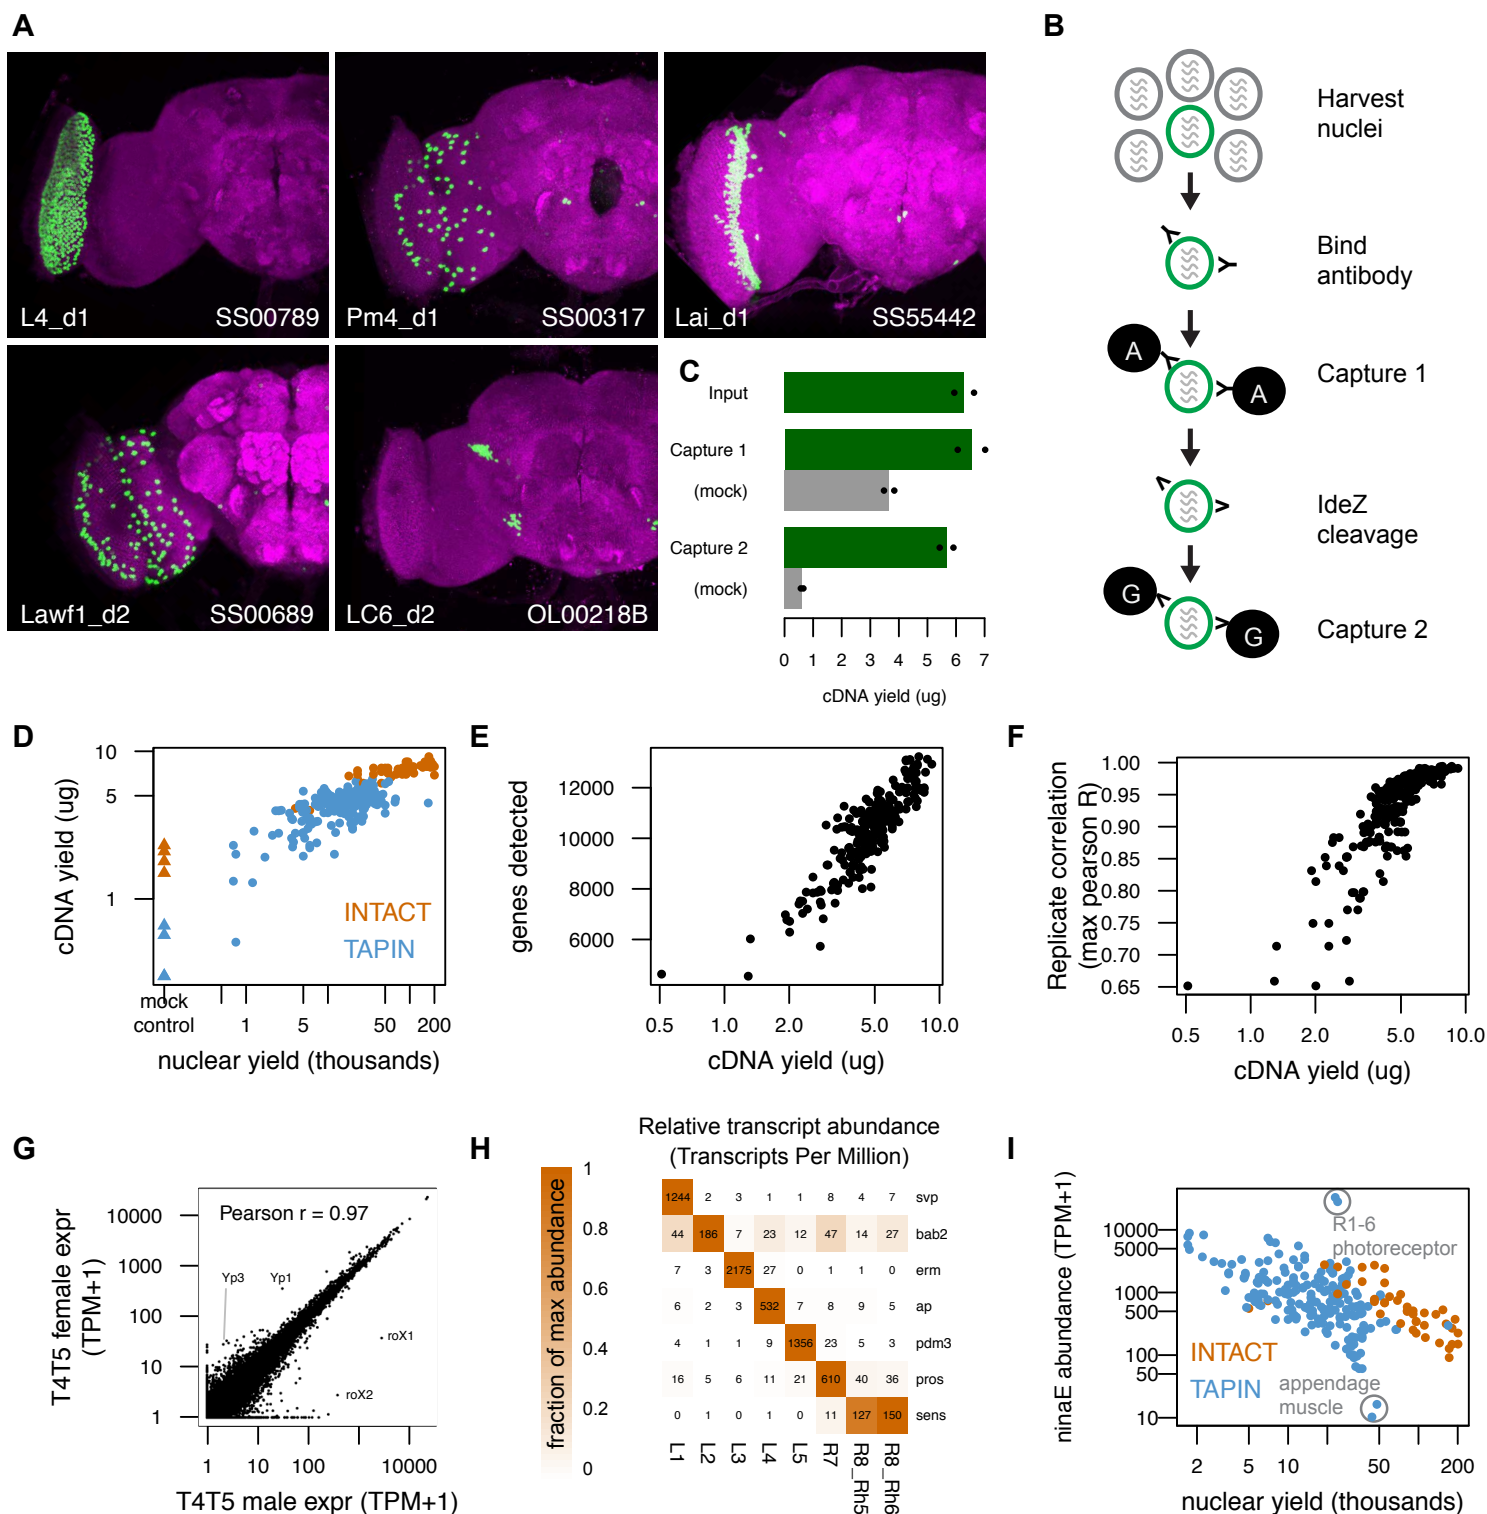 A
L4_d1
SS00789
Pm4_d1
SS00317
Lai_d1
SS55442
Lawf1_d2
SS00689
LC6_d2
OL00218B
B
Harvest
nuclei
Bind
antibody
A
A
Capture 1
IdeZ
cleavage
G
G
Capture 2
C
Input
Capture 1
(mock)
Capture 2
(mock)
0 1 2 3 4 5 6 7
cDNA yield (ug)
D
cDNA yield (ug)
10
5
1
INTACT
TAPIN
mock
control
1 5 50 200
nuclear yield (thousands)
E
genes detected
12000
10000
8000
6000
0.5 1.0 2.0 5.0 10.0
cDNA yield (ug)
F
Replicate correlation
(max pearson R)
1.00
0.95
0.90
0.85
0.80
0.75
0.70
0.65
0.5 1.0 2.0 5.0 10.0
cDNA yield (ug)
G
T4T5 female expr
(TPM+1)
10000
1000
100
10
1
Pearson r = 0.97
Yp3
Yp1
roX1
roX2
1 10 100 10000
T4T5 male expr (TPM+1)
H
Relative transcript abundance
(Transcripts Per Million)
fraction of max abundance
1
0.8
0.6
0.4
0.2
0
1244 2 3 1 1 8 4 7 svp
44 186 7 23 12 47 14 27 bab2
7 3 2175 27 0 1 1 0 erm
6 2 3 532 7 8 9 5 ap
4 1 1 9 1356 23 5 3 pdm3
16 5 6 11 21 610 40 36 pros
0 1 0 1 0 11 127 150 sens
L1 L2 L3 L4 L5 R7 R8_Rh5 R8_Rh6
I
ninaE abundance (TPM+1)
10000
5000
1000
500
100
50
10
R1-6
photoreceptor
INTACT
TAPIN
appendage
muscle
2 5 10 50 200
nuclear yield (thousands)